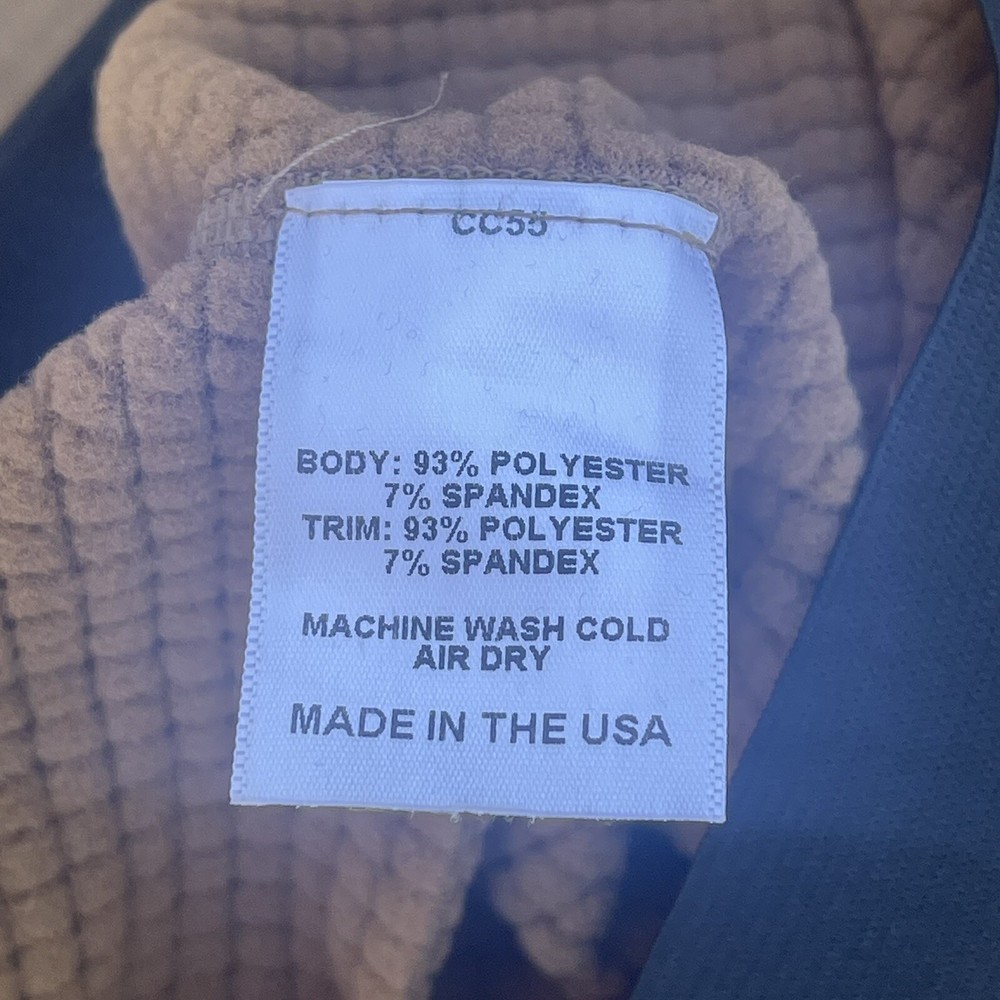 CC55
BODY: 93% POLYESTER
7% SPANDEX
TRIM: 93% POLYESTER
7% SPANDEX
MACHINE WASH COLD
AIR DRY
MADE IN THE USA